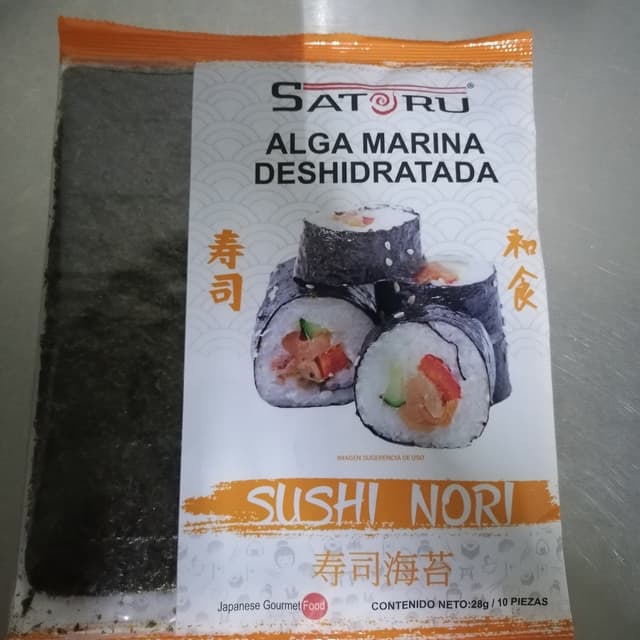 SATORU®
ALGA MARINA
DESHIDRATADA
寿司
和食
IMAGEN SUGERENCIA DE USO
SUSHI NORI
寿司海苔
Japanese Gourmet Food
CONTENIDO NETO:28g / 10 PIEZAS